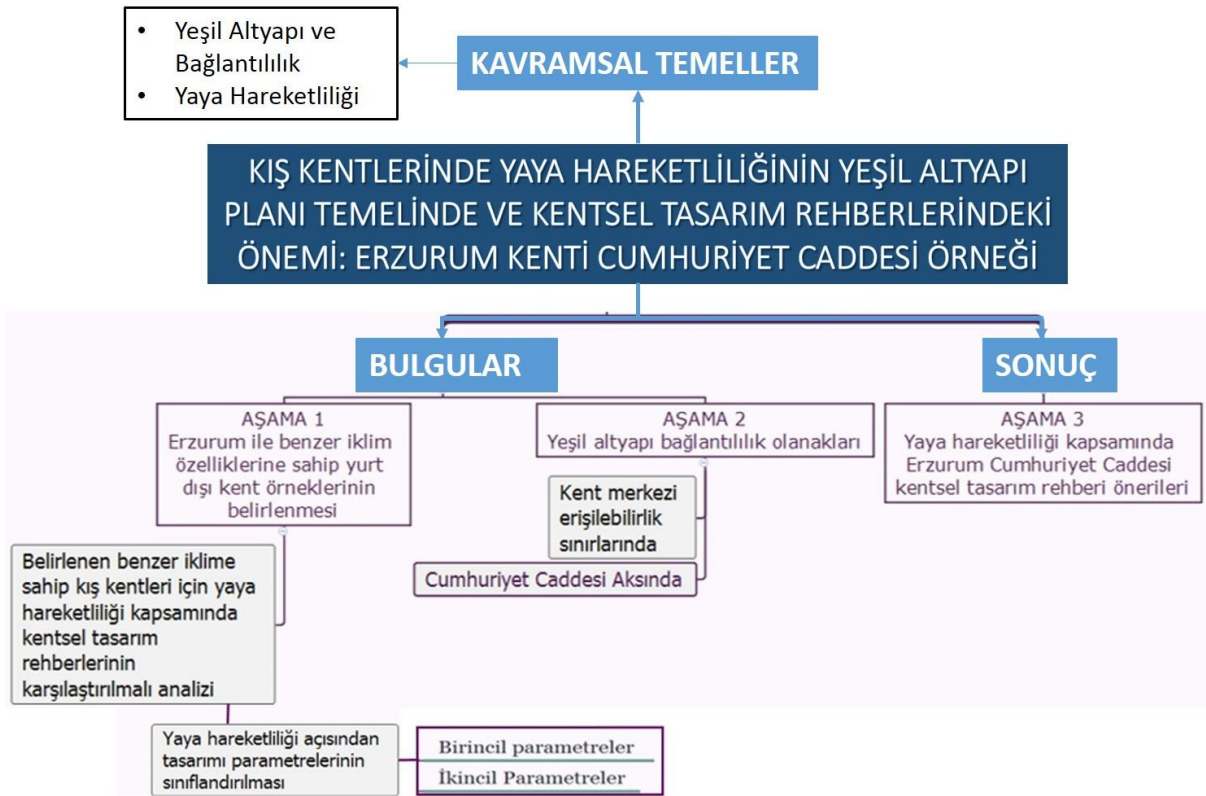 • Yeşil Altyapı ve
Bağlantılılık
• Yaya Hareketliliği
KAVRAMSAL TEMELLER
KIŞ KENTLERİNDE YAYA HAREKETLİLİĞİNİN YEŞİL ALTYAPI
PLANI TEMELİNDE VE KENTSEL TASARIM REHBERLERİNDEKİ
ÖNEMİ: ERZURUM KENTİ CUMHURİYET CADDESİ ÖRNEĞİ
BULGULAR
SONUÇ
AŞAMA 1
Erzurum ile benzer iklim
özelliklerine sahip yurt
dışı kent örneklerinin
belirlenmesi
AŞAMA 2
Yeşil altyapı bağlantılılık olanakları
AŞAMA 3
Yaya hareketliliği kapsamında
Erzurum Cumhuriyet Caddesi
kentsel tasarım rehberi önerileri
Kent merkezi
erişilebilirlik
sınırlarında
Cumhuriyet Caddesi Aksında
Belirlenen benzer iklime
sahip kış kentleri için yaya
hareketliliği kapsamında
kentsel tasarım
rehberlerinin
karşılaştırılmalı analizi
Yaya hareketliliği açısından
tasarımı parametrelerinin
sınıflandırılması
Birincil parametreler
İkincil Parametreler